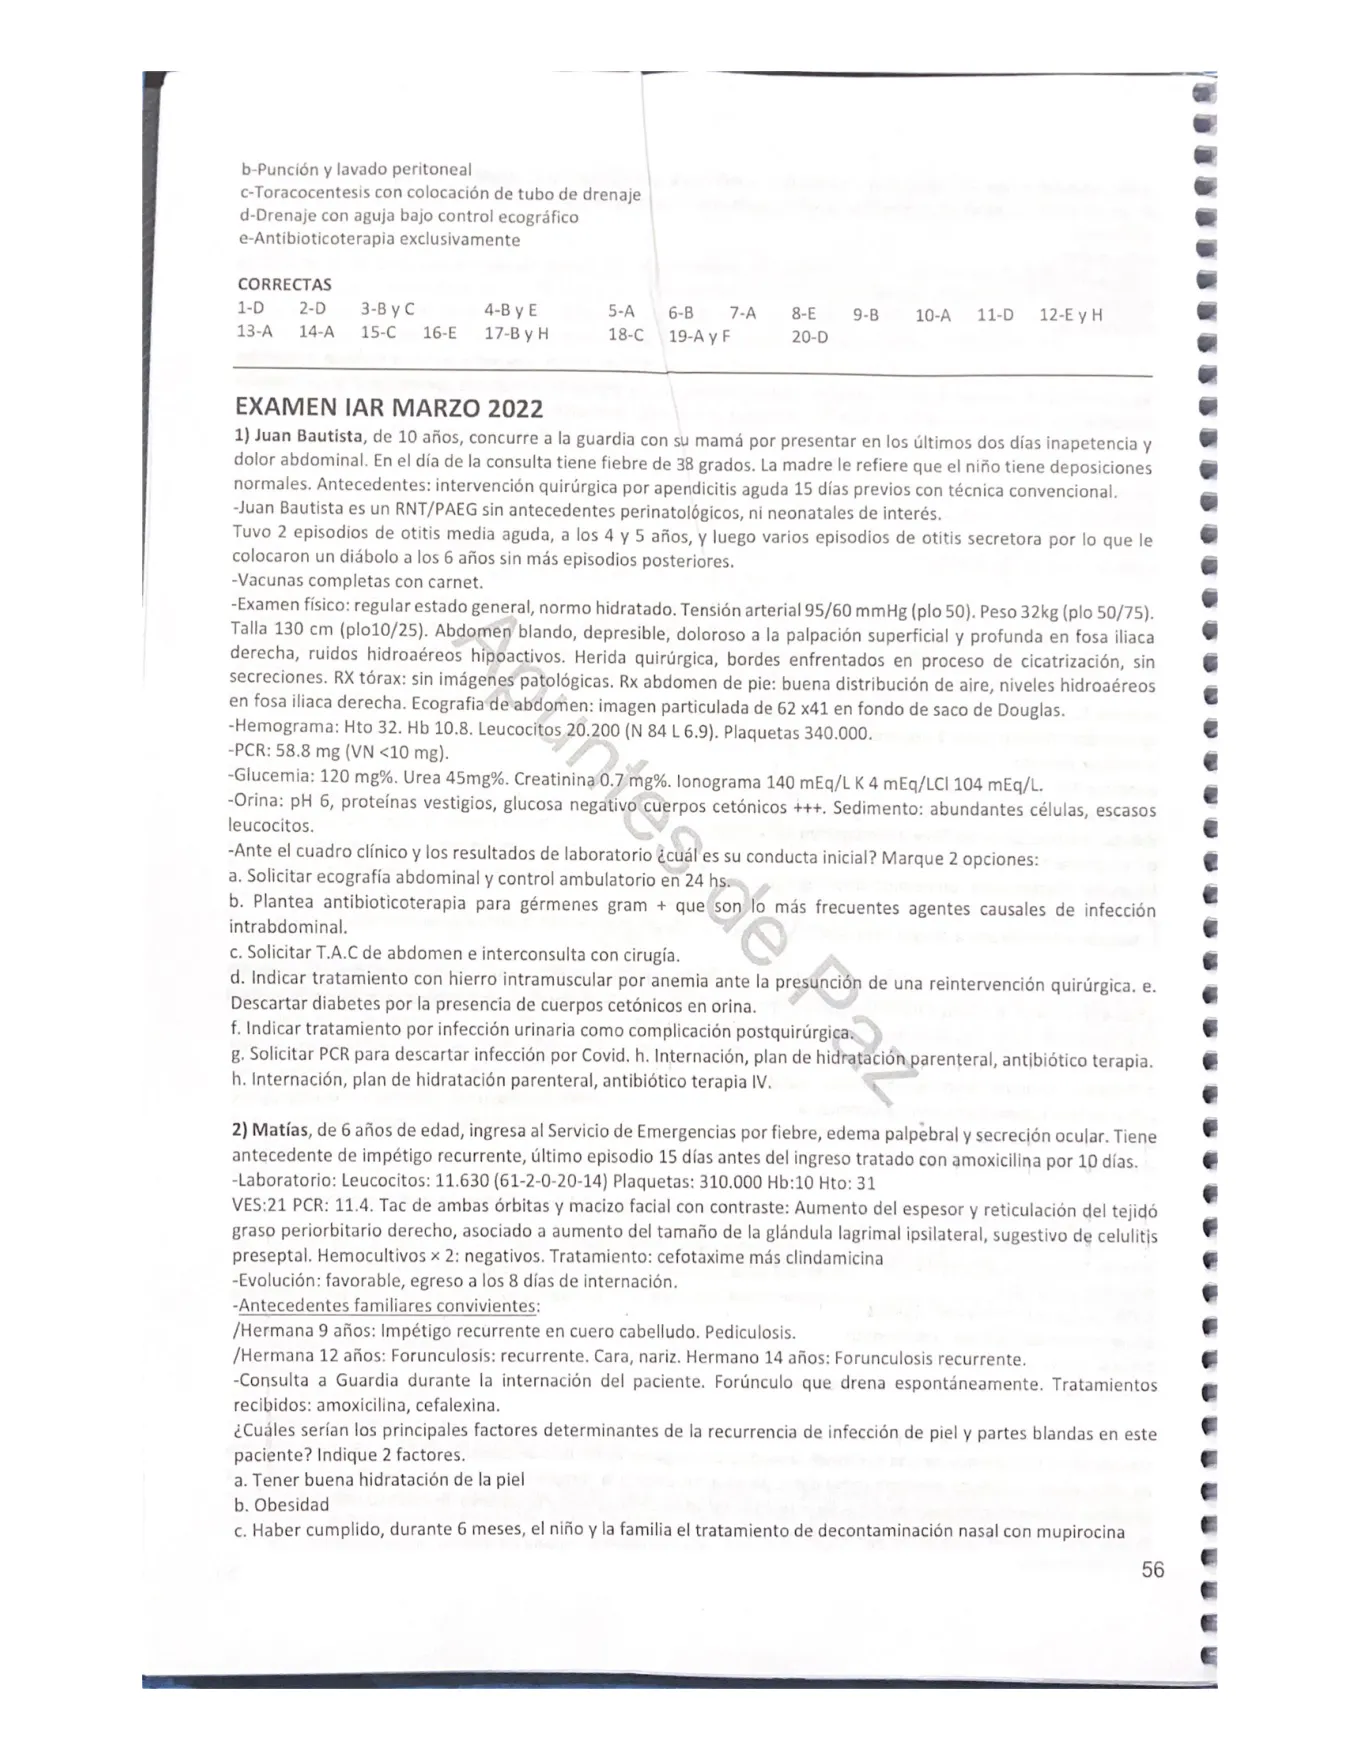 b-Punción y lavado peritoneal
c-Toracocentesis con colocación de tubo de drenaje
d-Drenaje con aguja bajo control ecográfico
e-Antibioticoterapia exclusivamente
CORRECTAS
1-D 2-D 3-B y C 4-B y E 5-A 6-B 7-A 8-E 9-B 10-A 11-D 12-E y H
13-A 14-A 15-C 16-E 17-B y H 18-C 19-A y F 20-D
EXAMEN IAR MARZO 2022
1) Juan Bautista, de 10 años, concurre a la guardia con su mamá por presentar en los últimos dos días inapetencia y
dolor abdominal. En el día de la consulta tiene fiebre de 38 grados. La madre le refiere que el niño tiene deposiciones
normales. Antecedentes: intervención quirúrgica por apendicitis aguda 15 días previos con técnica convencional.
-Juan Bautista es un RNT/PAEG sin antecedentes perinatológicos, ni neonatales de interés.
Tuvo 2 episodios de otitis media aguda, a los 4 y 5 años, y luego varios episodios de otitis secretora por lo que le
colocaron un diábolo a los 6 años sin más episodios posteriores.
-Vacunas completas con carnet.
-Examen físico: regular estado general, normo hidratado. Tensión arterial 95/60 mmHg (plo 50). Peso 32kg (plo 50/75).
Talla 130 cm (plo10/25). Abdomen blando, depresible, doloroso a la palpación superficial y profunda en fosa iliaca
derecha, ruidos hidroaéreos hipoactivos. Herida quirúrgica, bordes enfrentados en proceso de cicatrización, sin
secreciones. RX tórax: sin imágenes patológicas. Rx abdomen de pie: buena distribución de aire, niveles hidroaéreos
en fosa iliaca derecha. Ecografia de abdomen: imagen particulada de 62 x41 en fondo de saco de Douglas.
-Hemograma: Hto 32. Hb 10.8. Leucocitos 20.200 (N 84 L 6.9). Plaquetas 340.000.
-PCR: 58.8 mg (VN <10 mg).
-Glucemia: 120 mg%. Urea 45mg%. Creatinina 0.7 mg%. Ionograma 140 mEq/L K 4 mEq/LCl 104 mEq/L.
-Orina: pH 6, proteínas vestigios, glucosa negativo cuerpos cetónicos +++. Sedimento: abundantes células, escasos
leucocitos.
-Ante el cuadro clínico y los resultados de laboratorio ¿cuál es su conducta inicial? Marque 2 opciones:
a. Solicitar ecografía abdominal y control ambulatorio en 24 hs.
b. Plantea antibioticoterapia para gérmenes gram + que son lo más frecuentes agentes causales de infección
intrabdominal.
c. Solicitar T.A.C de abdomen e interconsulta con cirugía.
d. Indicar tratamiento con hierro intramuscular por anemia ante la presunción de una reintervención quirúrgica. e.
Descartar diabetes por la presencia de cuerpos cetónicos en orina.
f. Indicar tratamiento por infección urinaria como complicación postquirúrgica.
g. Solicitar PCR para descartar infección por Covid. h. Internación, plan de hidratación parenteral, antibiótico terapia.
h. Internación, plan de hidratación parenteral, antibiótico terapia IV.
2) Matías, de 6 años de edad, ingresa al Servicio de Emergencias por fiebre, edema palpebral y secreción ocular. Tiene
antecedente de impétigo recurrente, último episodio 15 días antes del ingreso tratado con amoxicilina por 10 días.
-Laboratorio: Leucocitos: 11.630 (61-2-0-20-14) Plaquetas: 310.000 Hb:10 Hto: 31
VES:21 PCR: 11.4. Tac de ambas órbitas y macizo facial con contraste: Aumento del espesor y reticulación del tejidó
graso periorbitario derecho, asociado a aumento del tamaño de la glándula lagrimal ipsilateral, sugestivo de celulitis
preseptal. Hemocultivos x 2: negativos. Tratamiento: cefotaxime más clindamicina
-Evolución: favorable, egreso a los 8 días de internación.
-Antecedentes familiares convivientes:
/Hermana 9 años: Impétigo recurrente en cuero cabelludo. Pediculosis.
/Hermana 12 años: Forunculosis: recurrente. Cara, nariz. Hermano 14 años: Forunculosis recurrente.
-Consulta a Guardia durante la internación del paciente. Forúnculo que drena espontáneamente. Tratamientos
recibidos: amoxicilina, cefalexina.
¿Cuáles serían los principales factores determinantes de la recurrencia de infección de piel y partes blandas en este
paciente? Indique 2 factores.
a. Tener buena hidratación de la piel
b. Obesidad
c. Haber cumplido, durante 6 meses, el niño y la familia el tratamiento de decontaminación nasal con mupirocina
56
Apuntes de Paz